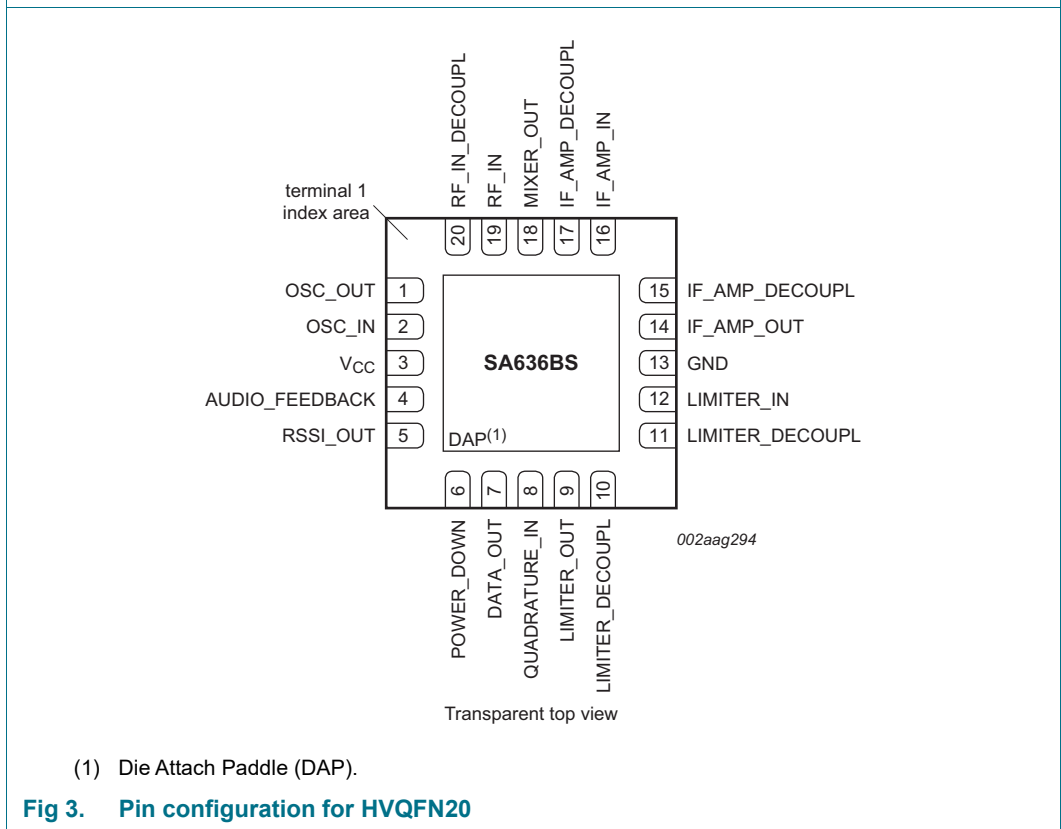 RF_IN_DECOUPL
RF_IN
MIXER_OUT
IF_AMP_DECOUPL
IF_AMP_IN
terminal 1
index area
20 19 18 17 16
OSC_OUT 1
OSC_IN 2
VCC 3
AUDIO_FEEDBACK 4
RSSI_OUT 5
SA636BS
DAP(1)
15 IF_AMP_DECOUPL
14 IF_AMP_OUT
13 GND
12 LIMITER_IN
11 LIMITER_DECOUPL
6 7 8 9 10
POWER_DOWN
DATA_OUT
QUADRATURE_IN
LIMITER_OUT
LIMITER_DECOUPL
002aag294
Transparent top view
(1) Die Attach Paddle (DAP).
Fig 3. Pin configuration for HVQFN20